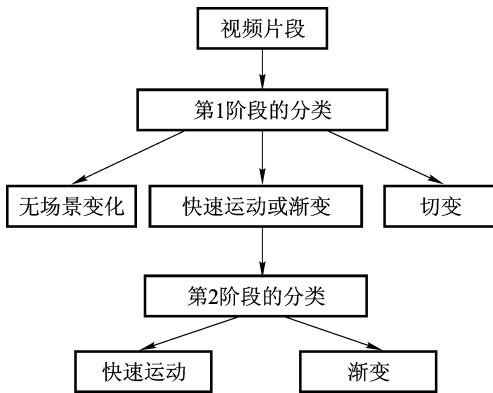 视频片段
第1阶段的分类
无场景变化
快速运动或渐变
切变
第2阶段的分类
快速运动
渐变